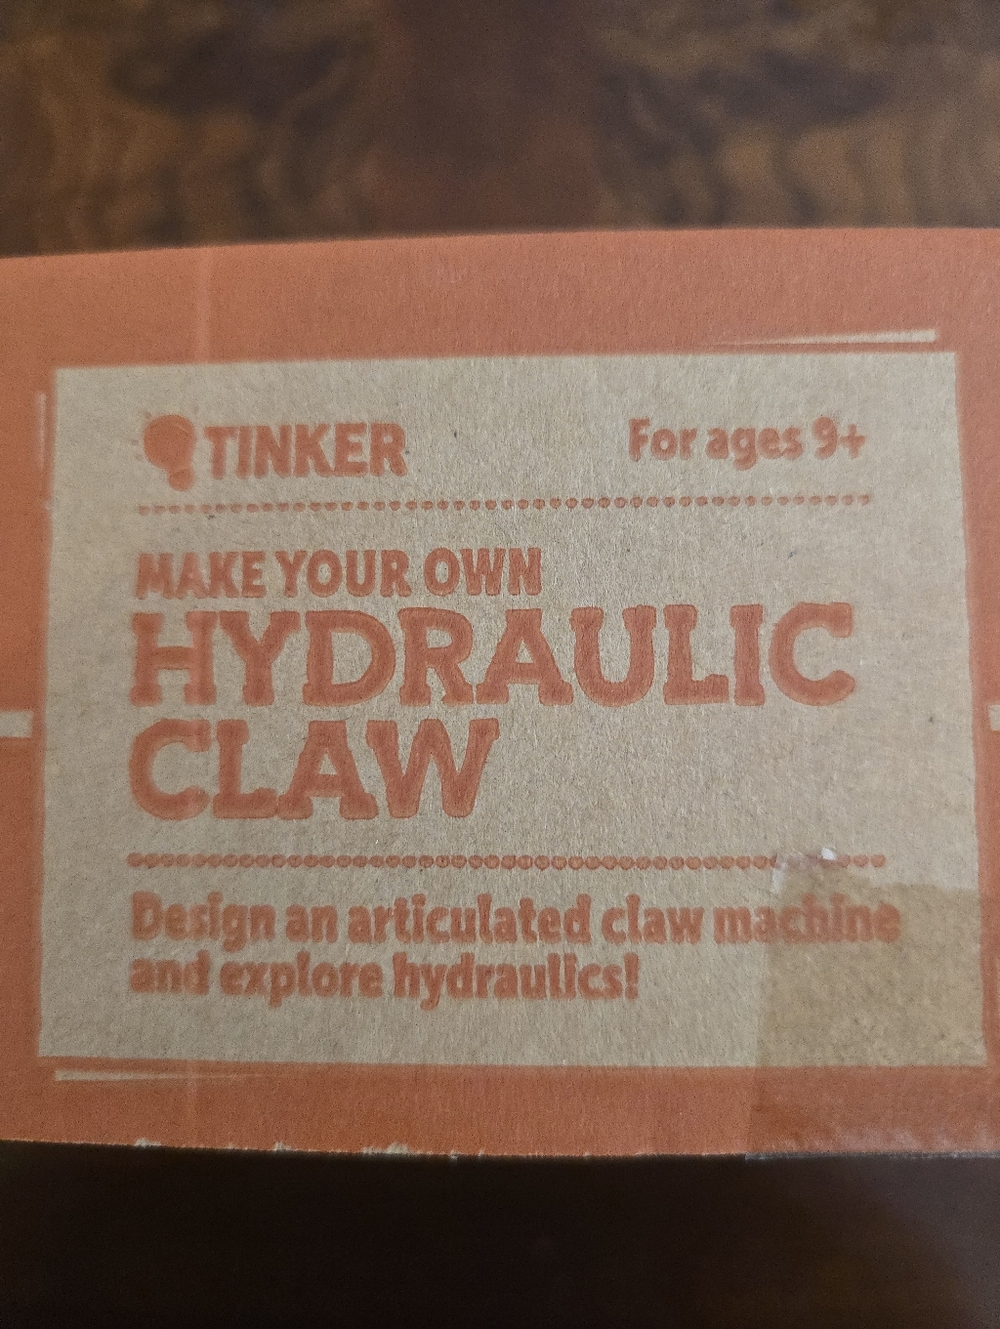 TINKER
For ages 9+
MAKE YOUR OWN
HYDRAULIC
CLAW
Design an articulated claw machine
and explore hydraulics!